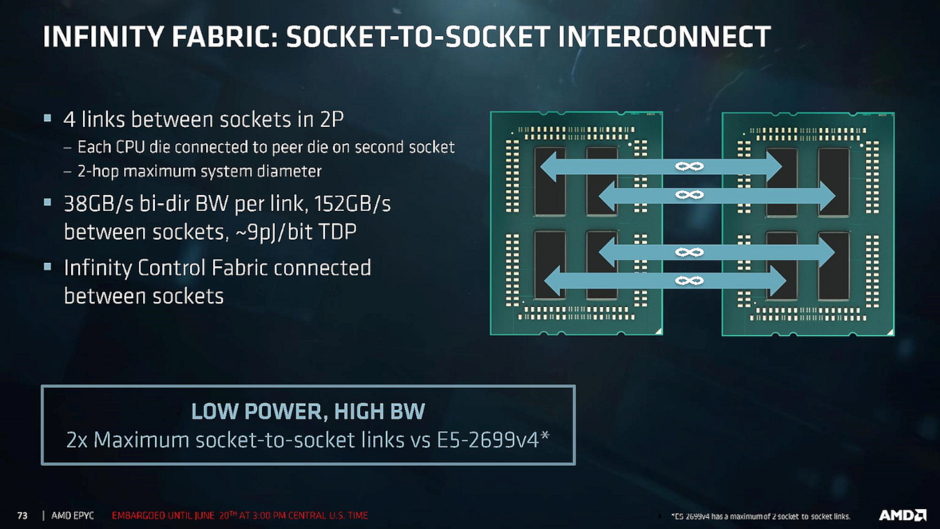 INFINITY FABRIC: SOCKET-TO-SOCKET INTERCONNECT
▪ 4 links between sockets in 2P
– Each CPU die connected to peer die on second socket
– 2-hop maximum system diameter
▪ 38GB/s bi-dir BW per link, 152GB/s
between sockets, ~9pJ/bit TDP
▪ Infinity Control Fabric connected
between sockets
∞
∞
∞
∞
LOW POWER, HIGH BW
2x Maximum socket-to-socket links vs E5-2699v4*
73 | AMD EPYC EMBARGOED UNTIL JUNE 20TH AT 3:00 PM CENTRAL U.S. TIME
*E5 2699v4 has a maximum of 2 socket to socket links.
AMD